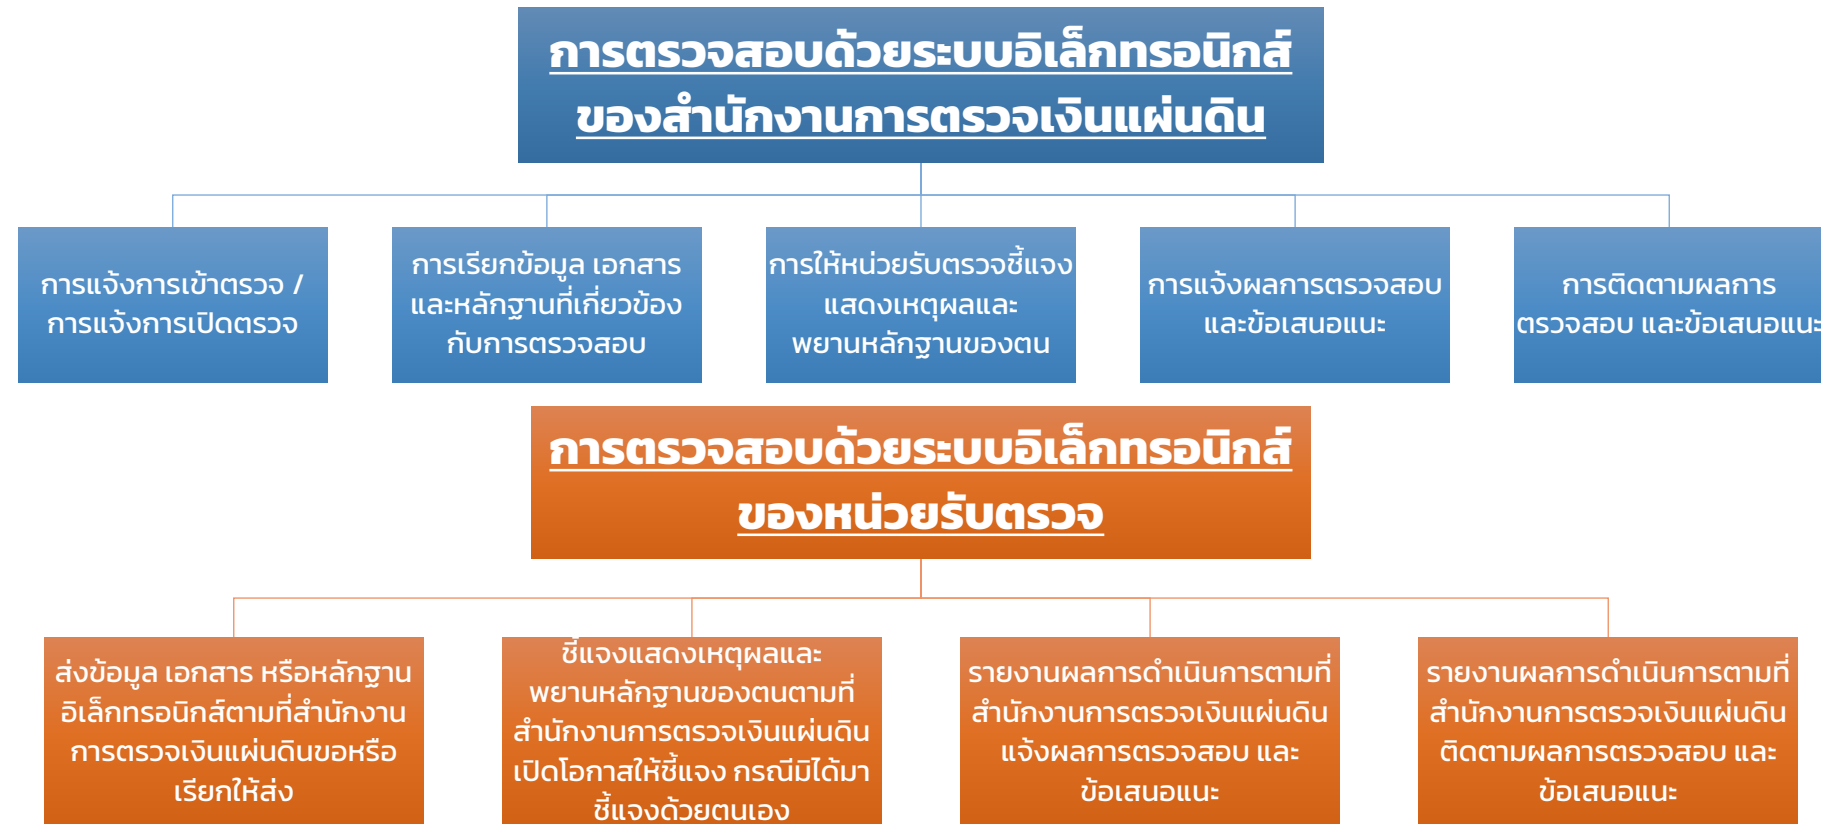 การตรวจสอบด้วยระบบอิเล็กทรอนิกส์
ของสำนักงานการตรวจเงินแผ่นดิน
การแจ้งการเข้าตรวจ /
การแจ้งการเปิดตรวจ
การเรียกข้อมูล เอกสาร
และหลักฐานที่เกี่ยวข้อง
กับการตรวจสอบ
การให้หน่วยรับตรวจชี้แจง
แสดงเหตุผลและ
พยานหลักฐานของตน
การแจ้งผลการตรวจสอบ
และข้อเสนอแนะ
การติดตามผลการ
ตรวจสอบ และข้อเสนอแนะ
การตรวจสอบด้วยระบบอิเล็กทรอนิกส์
ของหน่วยรับตรวจ
ส่งข้อมูล เอกสาร หรือหลักฐาน
อิเล็กทรอนิกส์ตามที่สำนักงาน
การตรวจเงินแผ่นดินขอหรือ
เรียกให้ส่ง
ชี้แจงแสดงเหตุผลและ
พยานหลักฐานของตนตามที่
สำนักงานการตรวจเงินแผ่นดิน
เปิดโอกาสให้ชี้แจง กรณีมิได้มา
ชี้แจงด้วยตนเอง
รายงานผลการดำเนินการตามที่
สำนักงานการตรวจเงินแผ่นดิน
แจ้งผลการตรวจสอบ และ
ข้อเสนอแนะ
รายงานผลการดำเนินการตามที่
สำนักงานการตรวจเงินแผ่นดิน
ติดตามผลการตรวจสอบ และ
ข้อเสนอแนะ